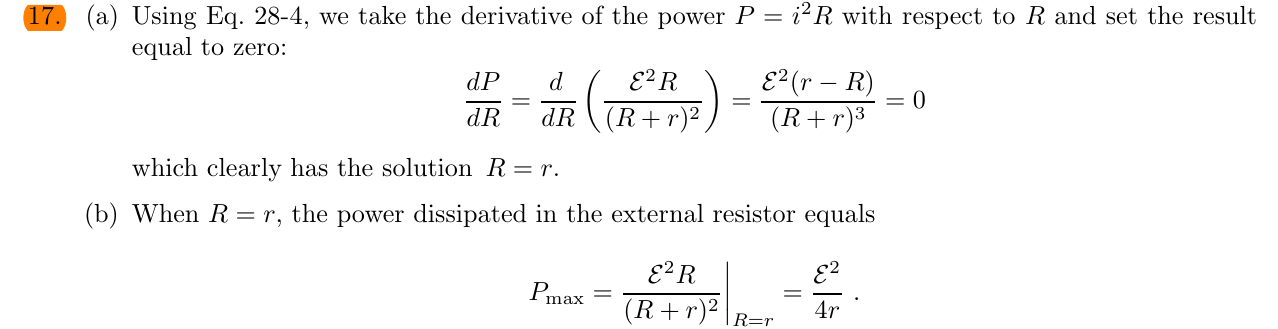 17. (a) Using Eq. 28-4, we take the derivative of the power P = i²R with respect to R and set the result
equal to zero:
dP/dR = d/dR (ℰ²R/(R + r)²) = ℰ²(r − R)/(R + r)³ = 0
which clearly has the solution R = r.
(b) When R = r, the power dissipated in the external resistor equals
Pmax = ℰ²R/(R + r)² |R=r = ℰ²/4r .